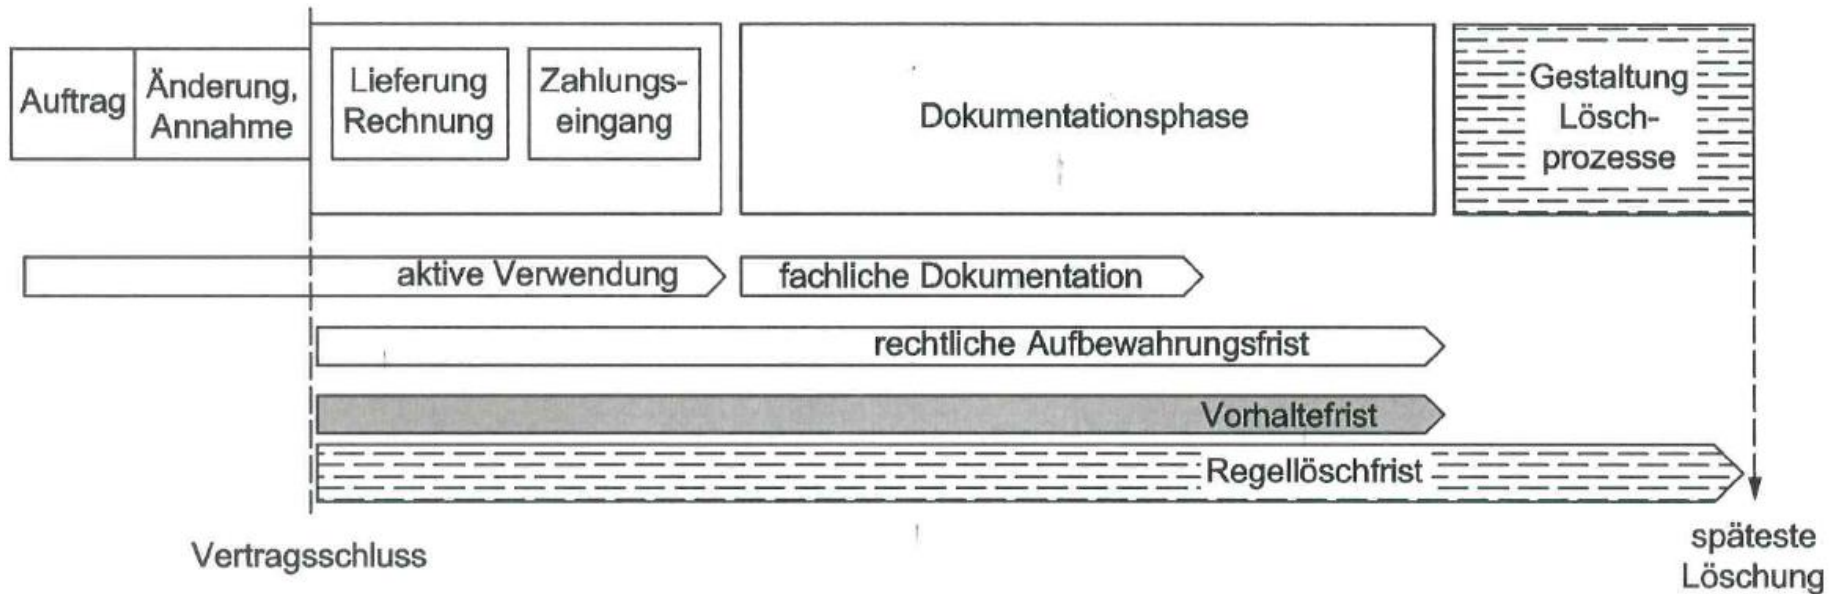 Auftrag
Änderung,
Annahme
Lieferung
Rechnung
Zahlungs-
eingang
Dokumentationsphase
Gestaltung
Lösch-
prozesse
aktive Verwendung
fachliche Dokumentation
rechtliche Aufbewahrungsfrist
Vorhaltefrist
Regellöschfrist
Vertragsschluss
späteste
Löschung